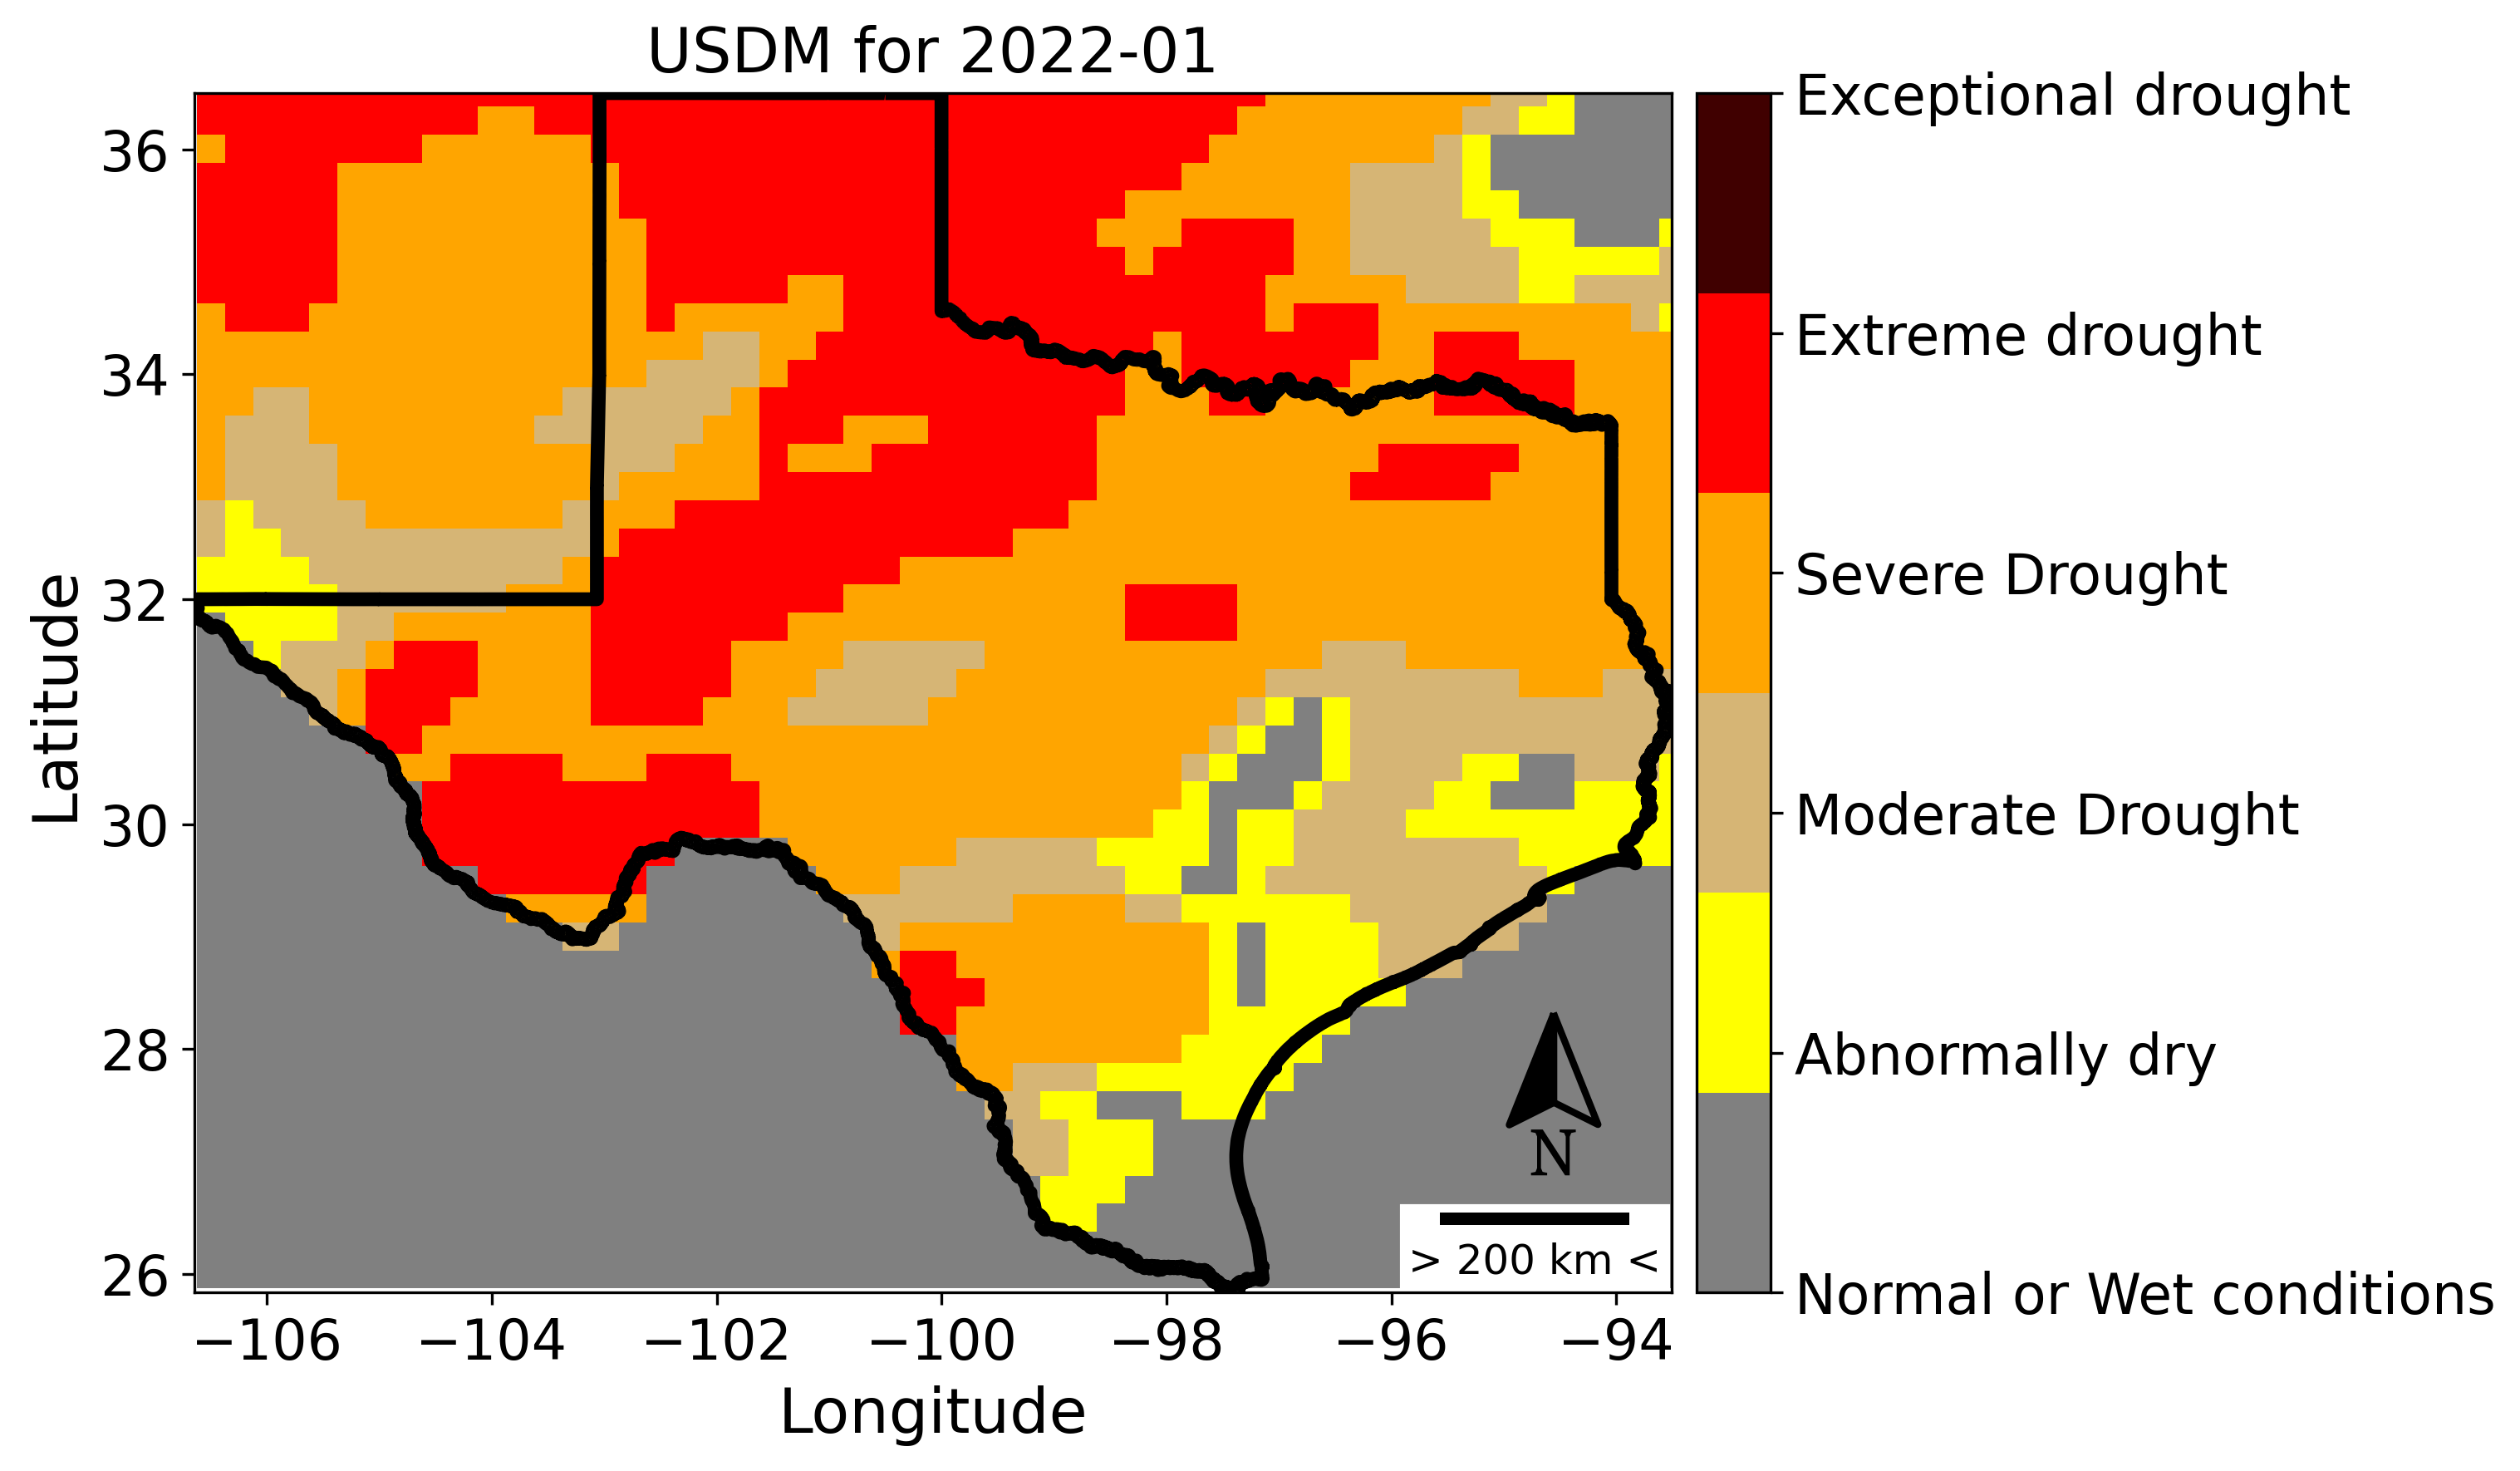 USDM for 2022-01
Exceptional drought
Extreme drought
Severe Drought
Moderate Drought
Abnormally dry
Normal or Wet conditions
Latitude
36
34
32
30
28
26
N
> 200 km <
−106
−104
−102
−100
−98
−96
−94
Longitude